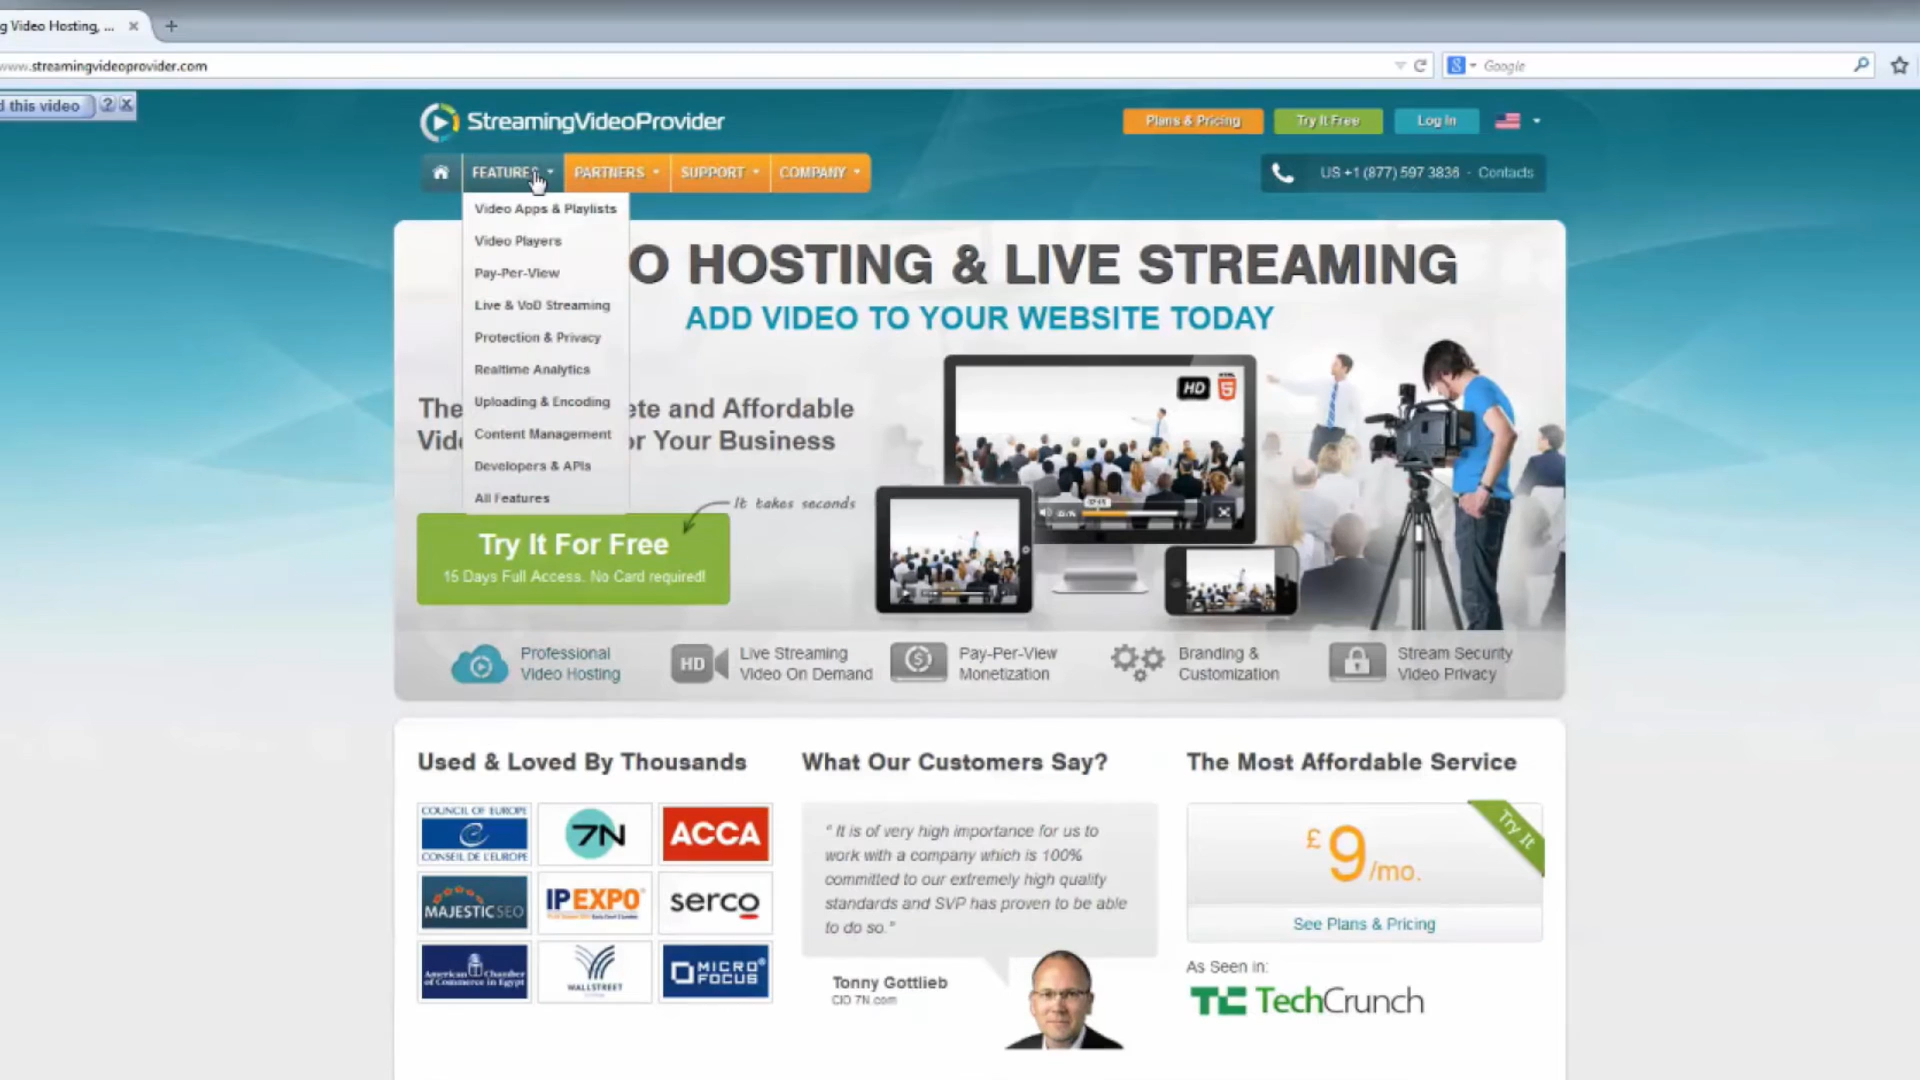 g Video Hosting, ...
www.streamingvideoprovider.com
Google
d this video
StreamingVideoProvider
Plans & Pricing
Try It Free
Log In
FEATURES
PARTNERS
SUPPORT
COMPANY
US +1 (877) 597 3836 - Contacts
Video Apps & Playlists
Video Players
Pay-Per-View
Live & VoD Streaming
Protection & Privacy
Realtime Analytics
Uploading & Encoding
Content Management
Developers & APIs
All Features
O HOSTING & LIVE STREAMING
ADD VIDEO TO YOUR WEBSITE TODAY
The ete and Affordable
Vide or Your Business
HD
It takes seconds
Try It For Free
15 Days Full Access. No Card required!
Professional
Video Hosting
HD
Live Streaming
Video On Demand
Pay-Per-View
Monetization
Branding &
Customization
Stream Security
Video Privacy
Used & Loved By Thousands
COUNCIL OF EUROPE
CONSEIL DE L'EUROPE
7N
ACCA
MAJESTICSEO
IPEXPO
serco
American Chamber
of Commerce in Egypt
WALLSTREET
MICRO
FOCUS
What Our Customers Say?
" It is of very high importance for us to
work with a company which is 100%
committed to our extremely high quality
standards and SVP has proven to be able
to do so."
Tonny Gottlieb
CIO 7N.com
The Most Affordable Service
Try It
£9/mo.
See Plans & Pricing
As Seen in:
TC TechCrunch